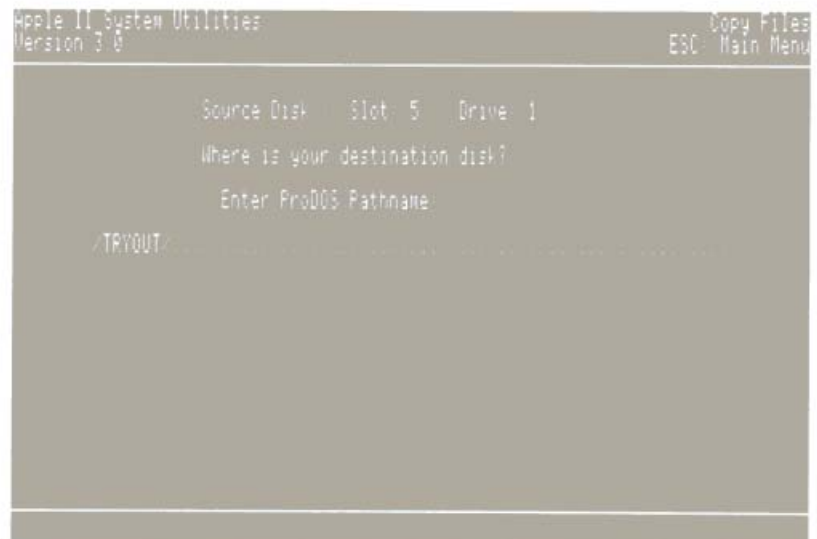 Apple II System Utilities
Copy Files
Version 3.0
ESC: Main Menu
Source Disk: Slot: 5 Drive: 1
Where is your destination disk?
Enter ProDOS Pathname:
/TRYOUT/